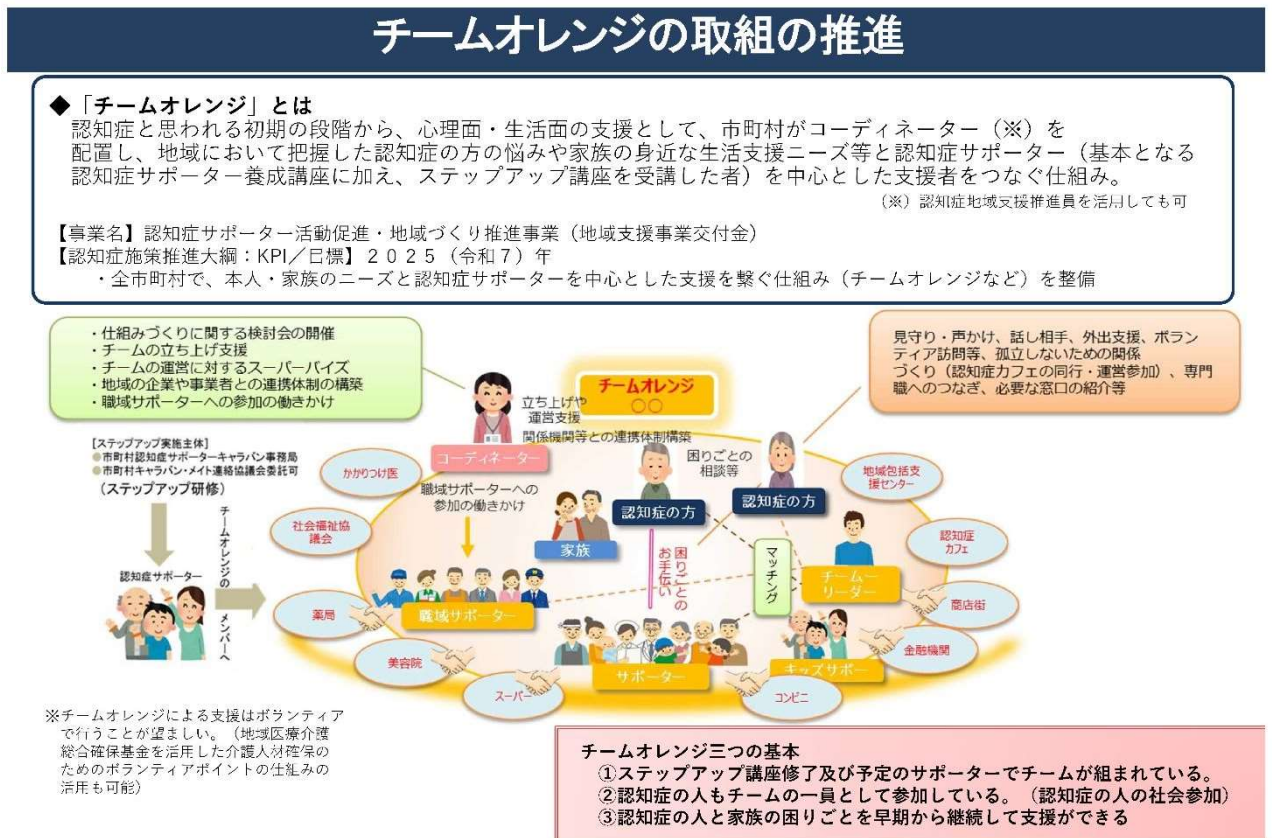 チームオレンジの取組の推進
◆「チームオレンジ」とは
認知症と思われる初期の段階から、心理面・生活面の支援として、市町村がコーディネーター（※）を
配置し、地域において把握した認知症の方の悩みや家族の身近な生活支援ニーズ等と認知症サポーター（基本となる
認知症サポーター養成講座に加え、ステップアップ講座を受講した者）を中心とした支援者をつなぐ仕組み。
（※）認知症地域支援推進員を活用しても可
【事業名】認知症サポーター活動促進・地域づくり推進事業（地域支援事業交付金）
【認知症施策推進大綱：KPI／目標】２０２５（令和７）年
・全市町村で、本人・家族のニーズと認知症サポーターを中心とした支援を繋ぐ仕組み（チームオレンジなど）を整備
・仕組みづくりに関する検討会の開催
・チームの立ち上げ支援
・チームの運営に対するスーパーバイズ
・地域の企業や事業者との連携体制の構築
・職域サポーターへの参加の働きかけ
チームオレンジ
○○
見守り・声かけ、話し相手、外出支援、ボラン
ティア訪問等、孤立しないための関係
づくり（認知症カフェの同行・運営参加）、専門
職へのつなぎ、必要な窓口の紹介等
立ち上げや
運営支援
関係機関等との連携体制構築
コーディネーター
職域サポーターへの
参加の働きかけ
困りごとの
相談等
認知症の方
認知症の方
家族
【ステップアップ実施主体】
●市町村認知症サポーターキャラバン事務局
●市町村キャラバン・メイト連絡協議会委託可
（ステップアップ研修）
チームオレンジの
メンバーへ
認知症サポーター
かかりつけ医
社会福祉協
議会
薬局
美容院
スーパー
コンビニ
金融機関
商店街
認知症
カフェ
地域包括支
援センター
困りごとの
お手伝い
マッチング
チームー
リーダー
職域サポーター
サポーター
キッズサポー
※チームオレンジによる支援はボランティア
で行うことが望ましい。（地域医療介護
総合確保基金を活用した介護人材確保の
ためのボランティアポイントの仕組みの
活用も可能）
チームオレンジ三つの基本
①ステップアップ講座修了及び予定のサポーターでチームが組まれている。
②認知症の人もチームの一員として参加している。（認知症の人の社会参加）
③認知症の人と家族の困りごとを早期から継続して支援ができる